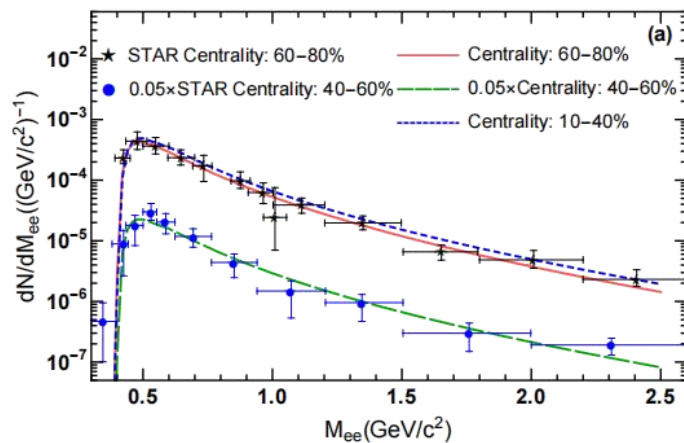 (a)
10⁻²
STAR Centrality: 60−80%
Centrality: 60−80%
0.05×STAR Centrality: 40−60%
0.05×Centrality: 40−60%
10⁻³
Centrality: 10−40%
10⁻⁴
10⁻⁵
10⁻⁶
10⁻⁷
dN/dMee((GeV/c²)⁻¹)
0.5 1.0 1.5 2.0 2.5
Mee(GeV/c²)